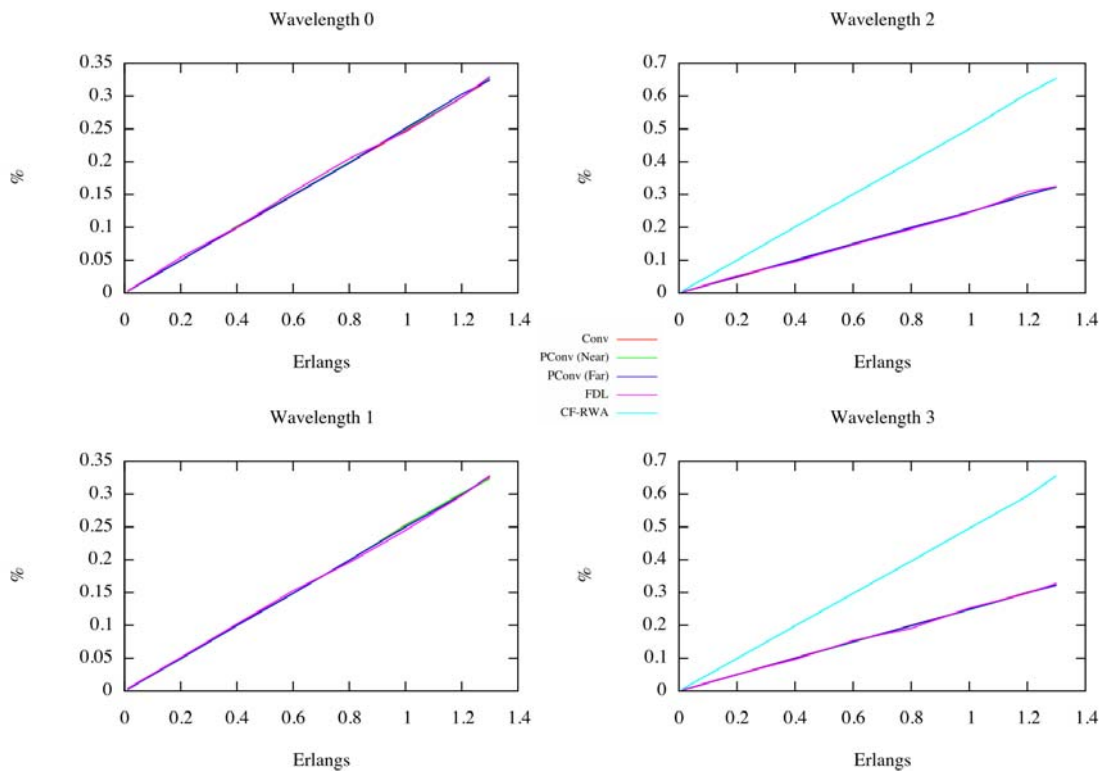 Wavelength 0
0.35
0.3
0.25
0.2
0.15
0.1
0.05
0
%
0 0.2 0.4 0.6 0.8 1 1.2 1.4
Erlangs
Wavelength 2
0.7
0.6
0.5
0.4
0.3
0.2
0.1
0
%
0 0.2 0.4 0.6 0.8 1 1.2 1.4
Erlangs
Conv
PConv (Near)
PConv (Far)
FDL
CF-RWA
Wavelength 1
0.35
0.3
0.25
0.2
0.15
0.1
0.05
0
%
0 0.2 0.4 0.6 0.8 1 1.2 1.4
Erlangs
Wavelength 3
0.7
0.6
0.5
0.4
0.3
0.2
0.1
0
%
0 0.2 0.4 0.6 0.8 1 1.2 1.4
Erlangs